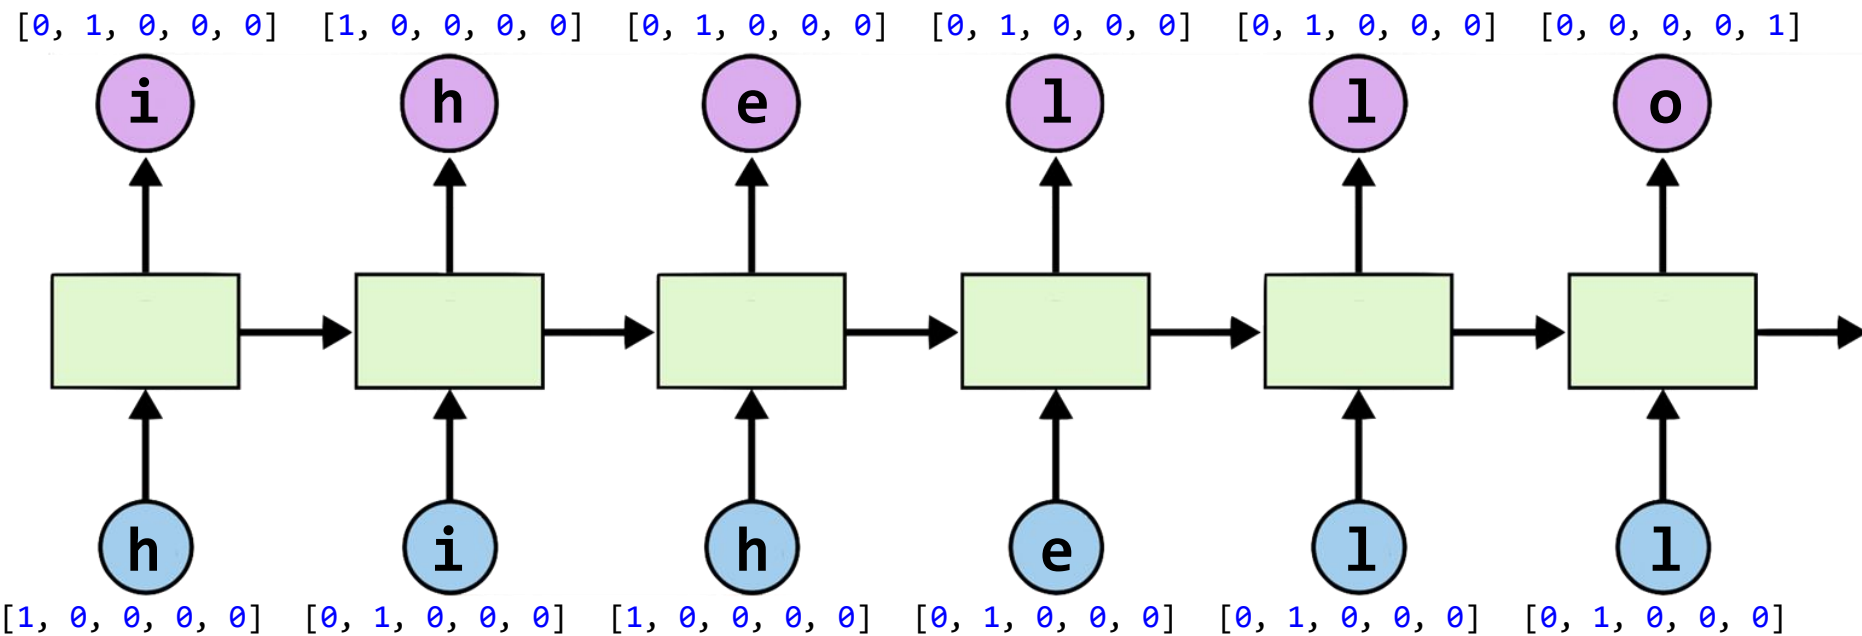 [0, 1, 0, 0, 0] [1, 0, 0, 0, 0] [0, 1, 0, 0, 0] [0, 1, 0, 0, 0] [0, 1, 0, 0, 0] [0, 0, 0, 0, 1]
i h e l l o
h i h e l l
[1, 0, 0, 0, 0] [0, 1, 0, 0, 0] [1, 0, 0, 0, 0] [0, 1, 0, 0, 0] [0, 1, 0, 0, 0] [0, 1, 0, 0, 0]